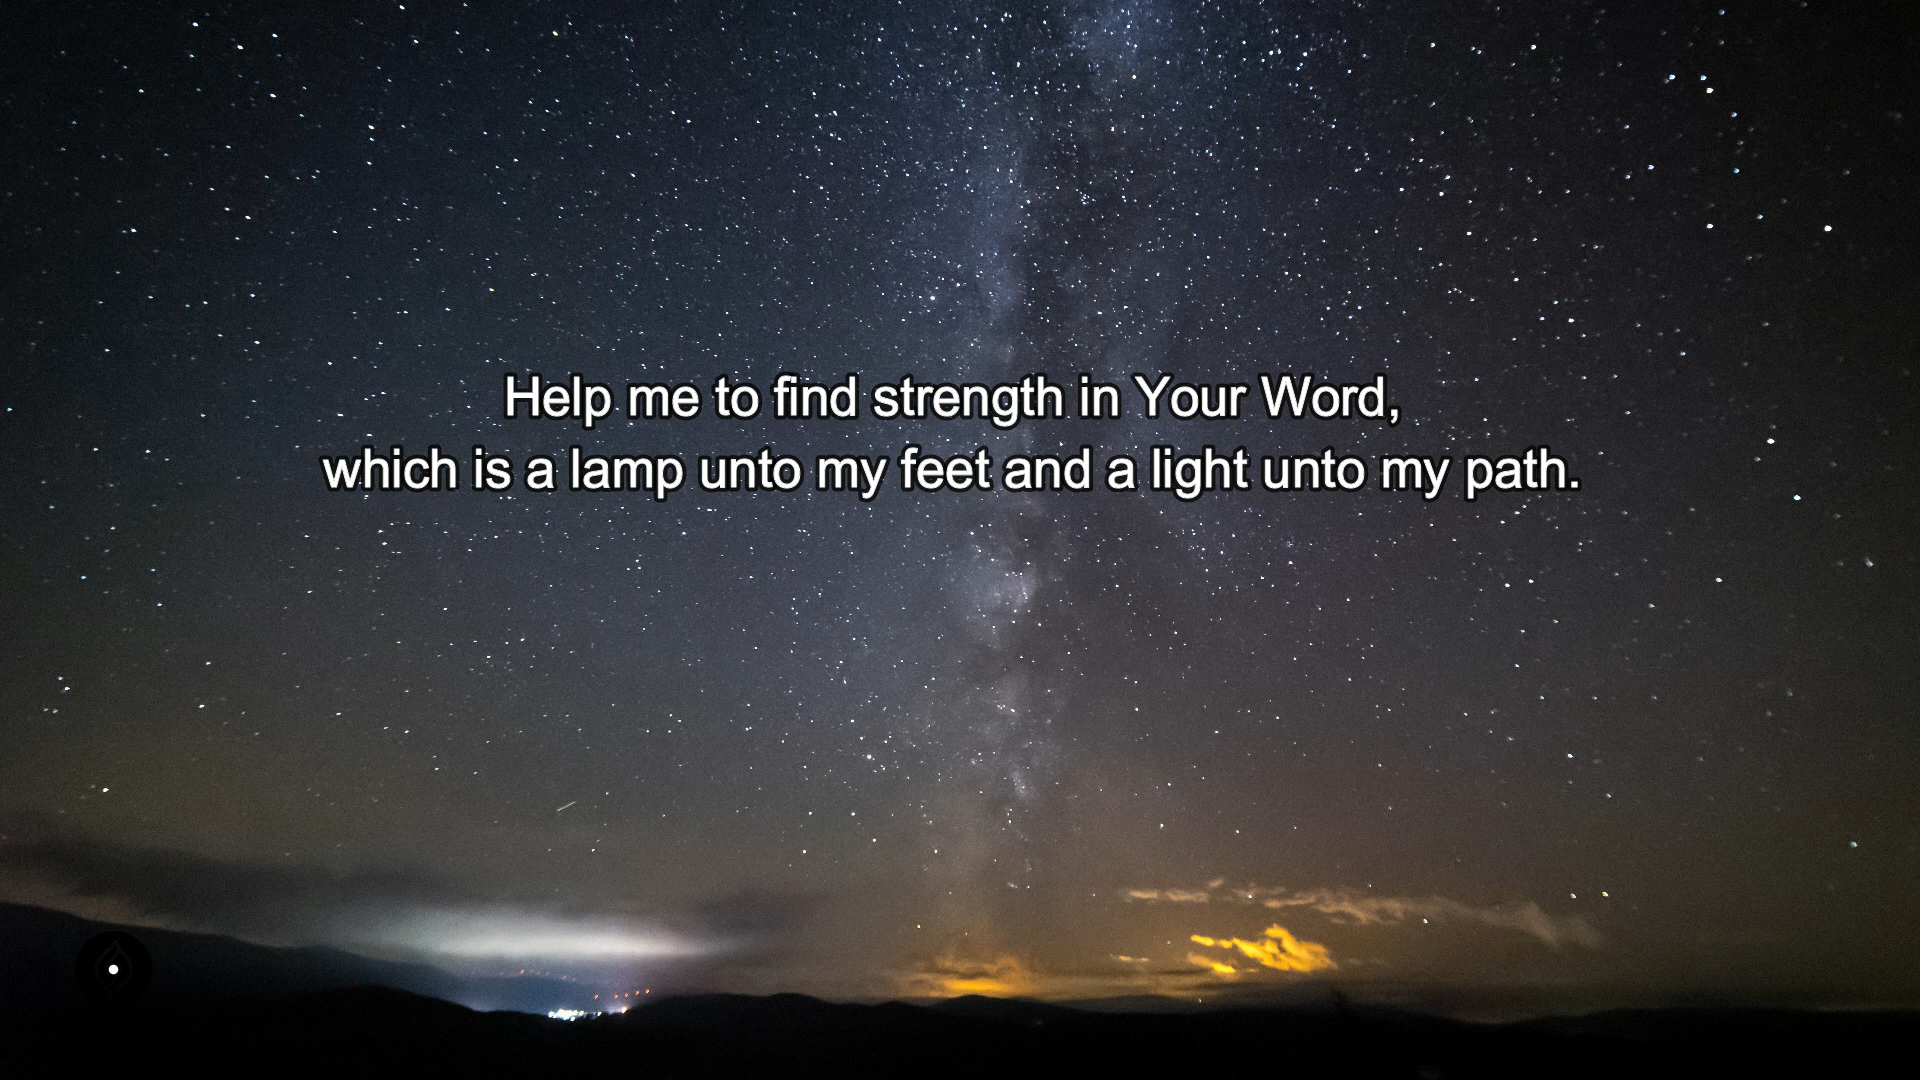 Help me to find strength in Your Word,
which is a lamp unto my feet and a light unto my path.